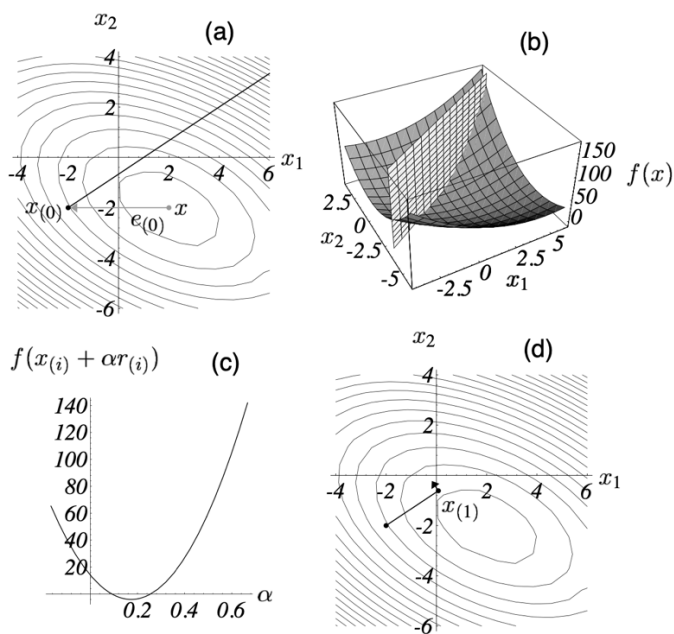 x₂
(a)
4
2
-4 -2 2 4 6 x₁
x₍₀₎ -2 e₍₀₎ x
-4
-6
(b)
150
100
50
0
f(x)
2.5
0
-2.5
-5
x₂
-2.5
0
2.5
5
x₁
f(x₍ᵢ₎ + αr₍ᵢ₎)
(c)
140
120
100
80
60
40
20
0.2 0.4 0.6 α
x₂
(d)
4
2
-4 -2 2 4 6 x₁
x₍₁₎
-2
-4
-6